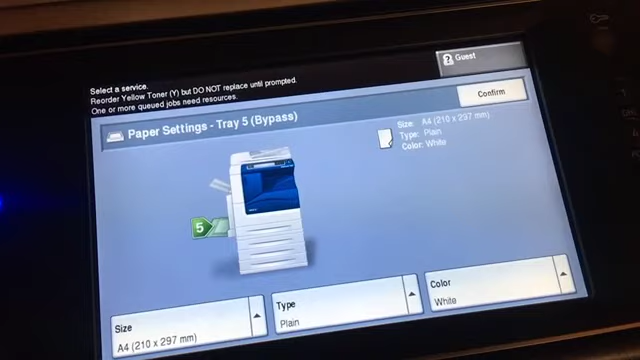 Select a service.
Reorder Yellow Toner (Y) but DO NOT replace until prompted.
One or more queued jobs need resources.
Guest
Paper Settings - Tray 5 (Bypass)
Confirm
Size: A4 (210 x 297 mm)
Type: Plain
Color: White
5
Size
A4 (210 x 297 mm)
Type
Plain
Color
White